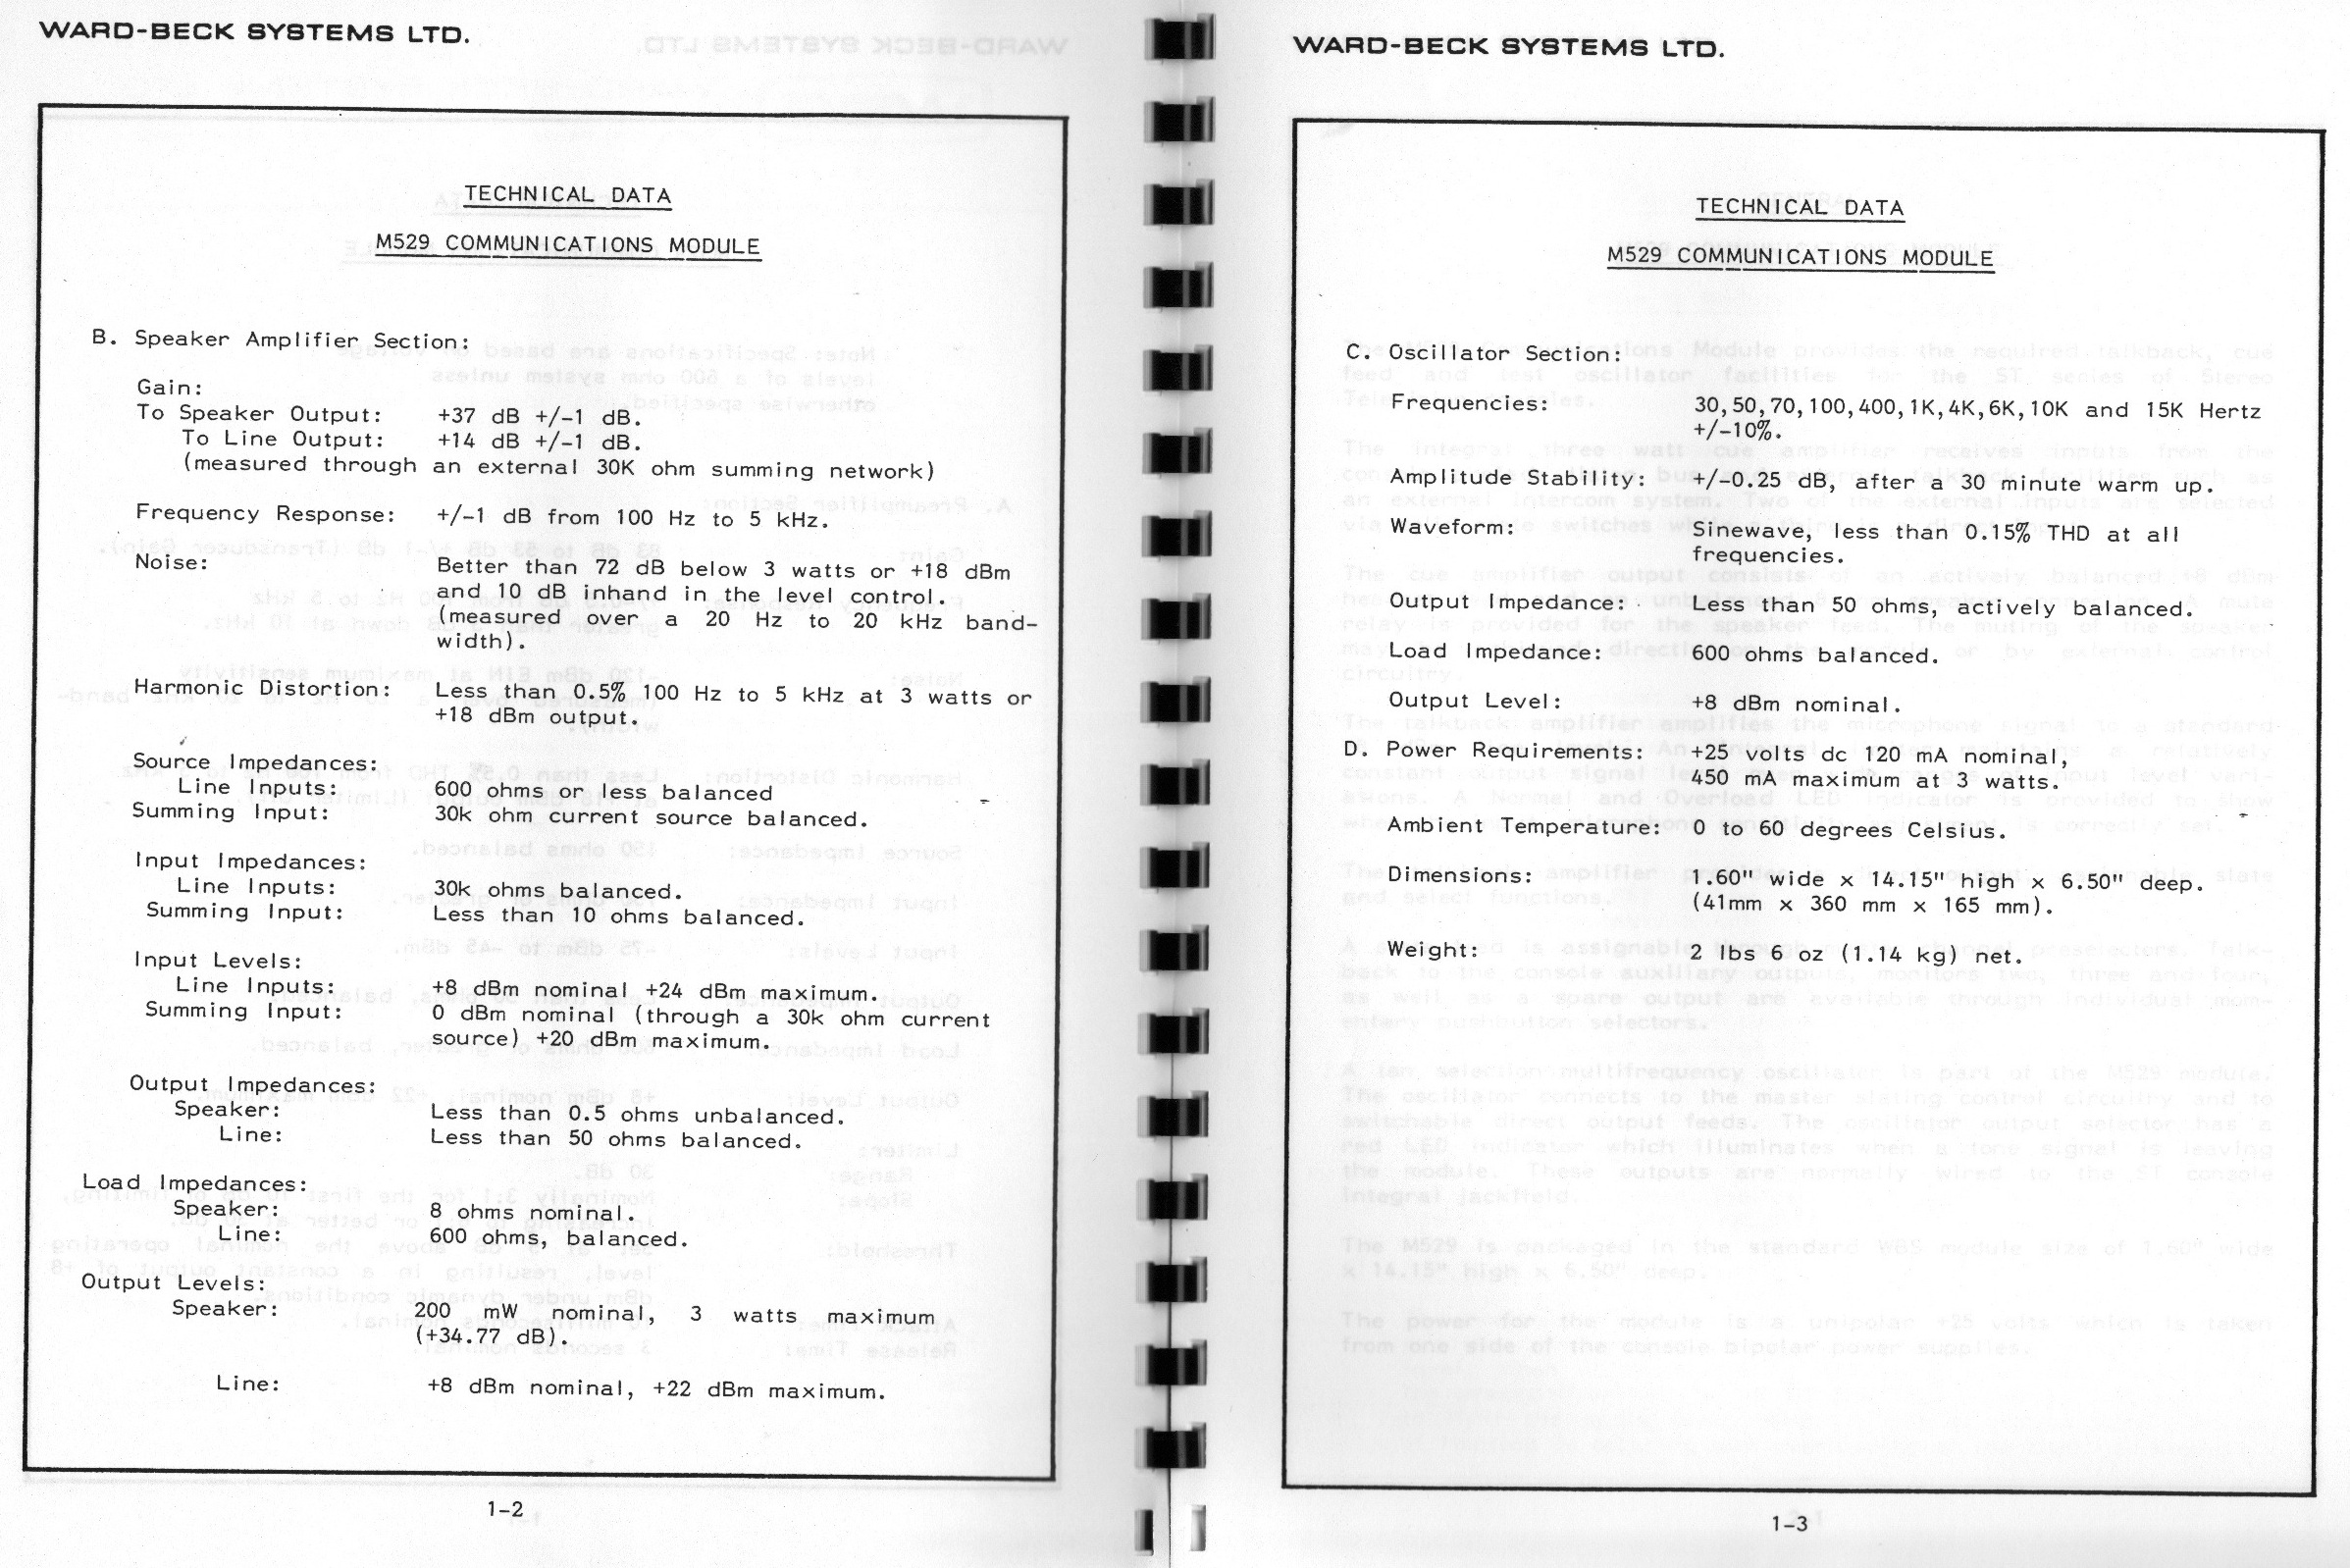 WARD-BECK SYSTEMS LTD.
TECHNICAL DATA
M529 COMMUNICATIONS MODULE
B. Speaker Amplifier Section:
Gain:
To Speaker Output: +37 dB +/-1 dB.
To Line Output: +14 dB +/-1 dB.
(measured through an external 30K ohm summing network)
Frequency Response: +/-1 dB from 100 Hz to 5 kHz.
Noise: Better than 72 dB below 3 watts or +18 dBm
and 10 dB inhand in the level control.
(measured over a 20 Hz to 20 kHz band-
width).
Harmonic Distortion: Less than 0.5% 100 Hz to 5 kHz at 3 watts or
+18 dBm output.
Source Impedances:
Line Inputs: 600 ohms or less balanced
Summing Input: 30k ohm current source balanced.
Input Impedances:
Line Inputs: 30k ohms balanced.
Summing Input: Less than 10 ohms balanced.
Input Levels:
Line Inputs: +8 dBm nominal +24 dBm maximum.
Summing Input: 0 dBm nominal (through a 30k ohm current
source) +20 dBm maximum.
Output Impedances:
Speaker: Less than 0.5 ohms unbalanced.
Line: Less than 50 ohms balanced.
Load Impedances:
Speaker: 8 ohms nominal.
Line: 600 ohms, balanced.
Output Levels:
Speaker: 200 mW nominal, 3 watts maximum
(+34.77 dB).
Line: +8 dBm nominal, +22 dBm maximum.
1-2
WARD-BECK SYSTEMS LTD.
TECHNICAL DATA
M529 COMMUNICATIONS MODULE
C. Oscillator Section:
Frequencies: 30,50,70,100,400,1K,4K,6K,10K and 15K Hertz
+/-10%.
Amplitude Stability: +/-0.25 dB, after a 30 minute warm up.
Waveform: Sinewave, less than 0.15% THD at all
frequencies.
Output Impedance: Less than 50 ohms, actively balanced.
Load Impedance: 600 ohms balanced.
Output Level: +8 dBm nominal.
D. Power Requirements: +25 volts dc 120 mA nominal,
450 mA maximum at 3 watts.
Ambient Temperature: 0 to 60 degrees Celsius.
Dimensions: 1.60" wide x 14.15" high x 6.50" deep.
(41mm x 360 mm x 165 mm).
Weight: 2 lbs 6 oz (1.14 kg) net.
1-3